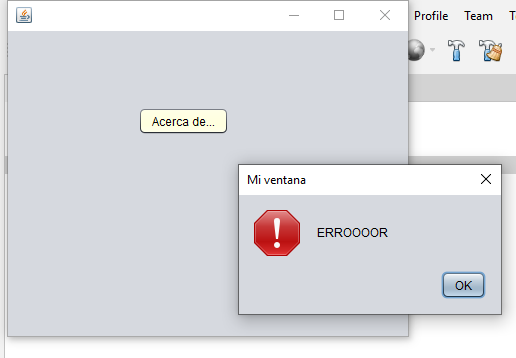 Profile Team
Acerca de...
Mi ventana
ERROOOOR
OK